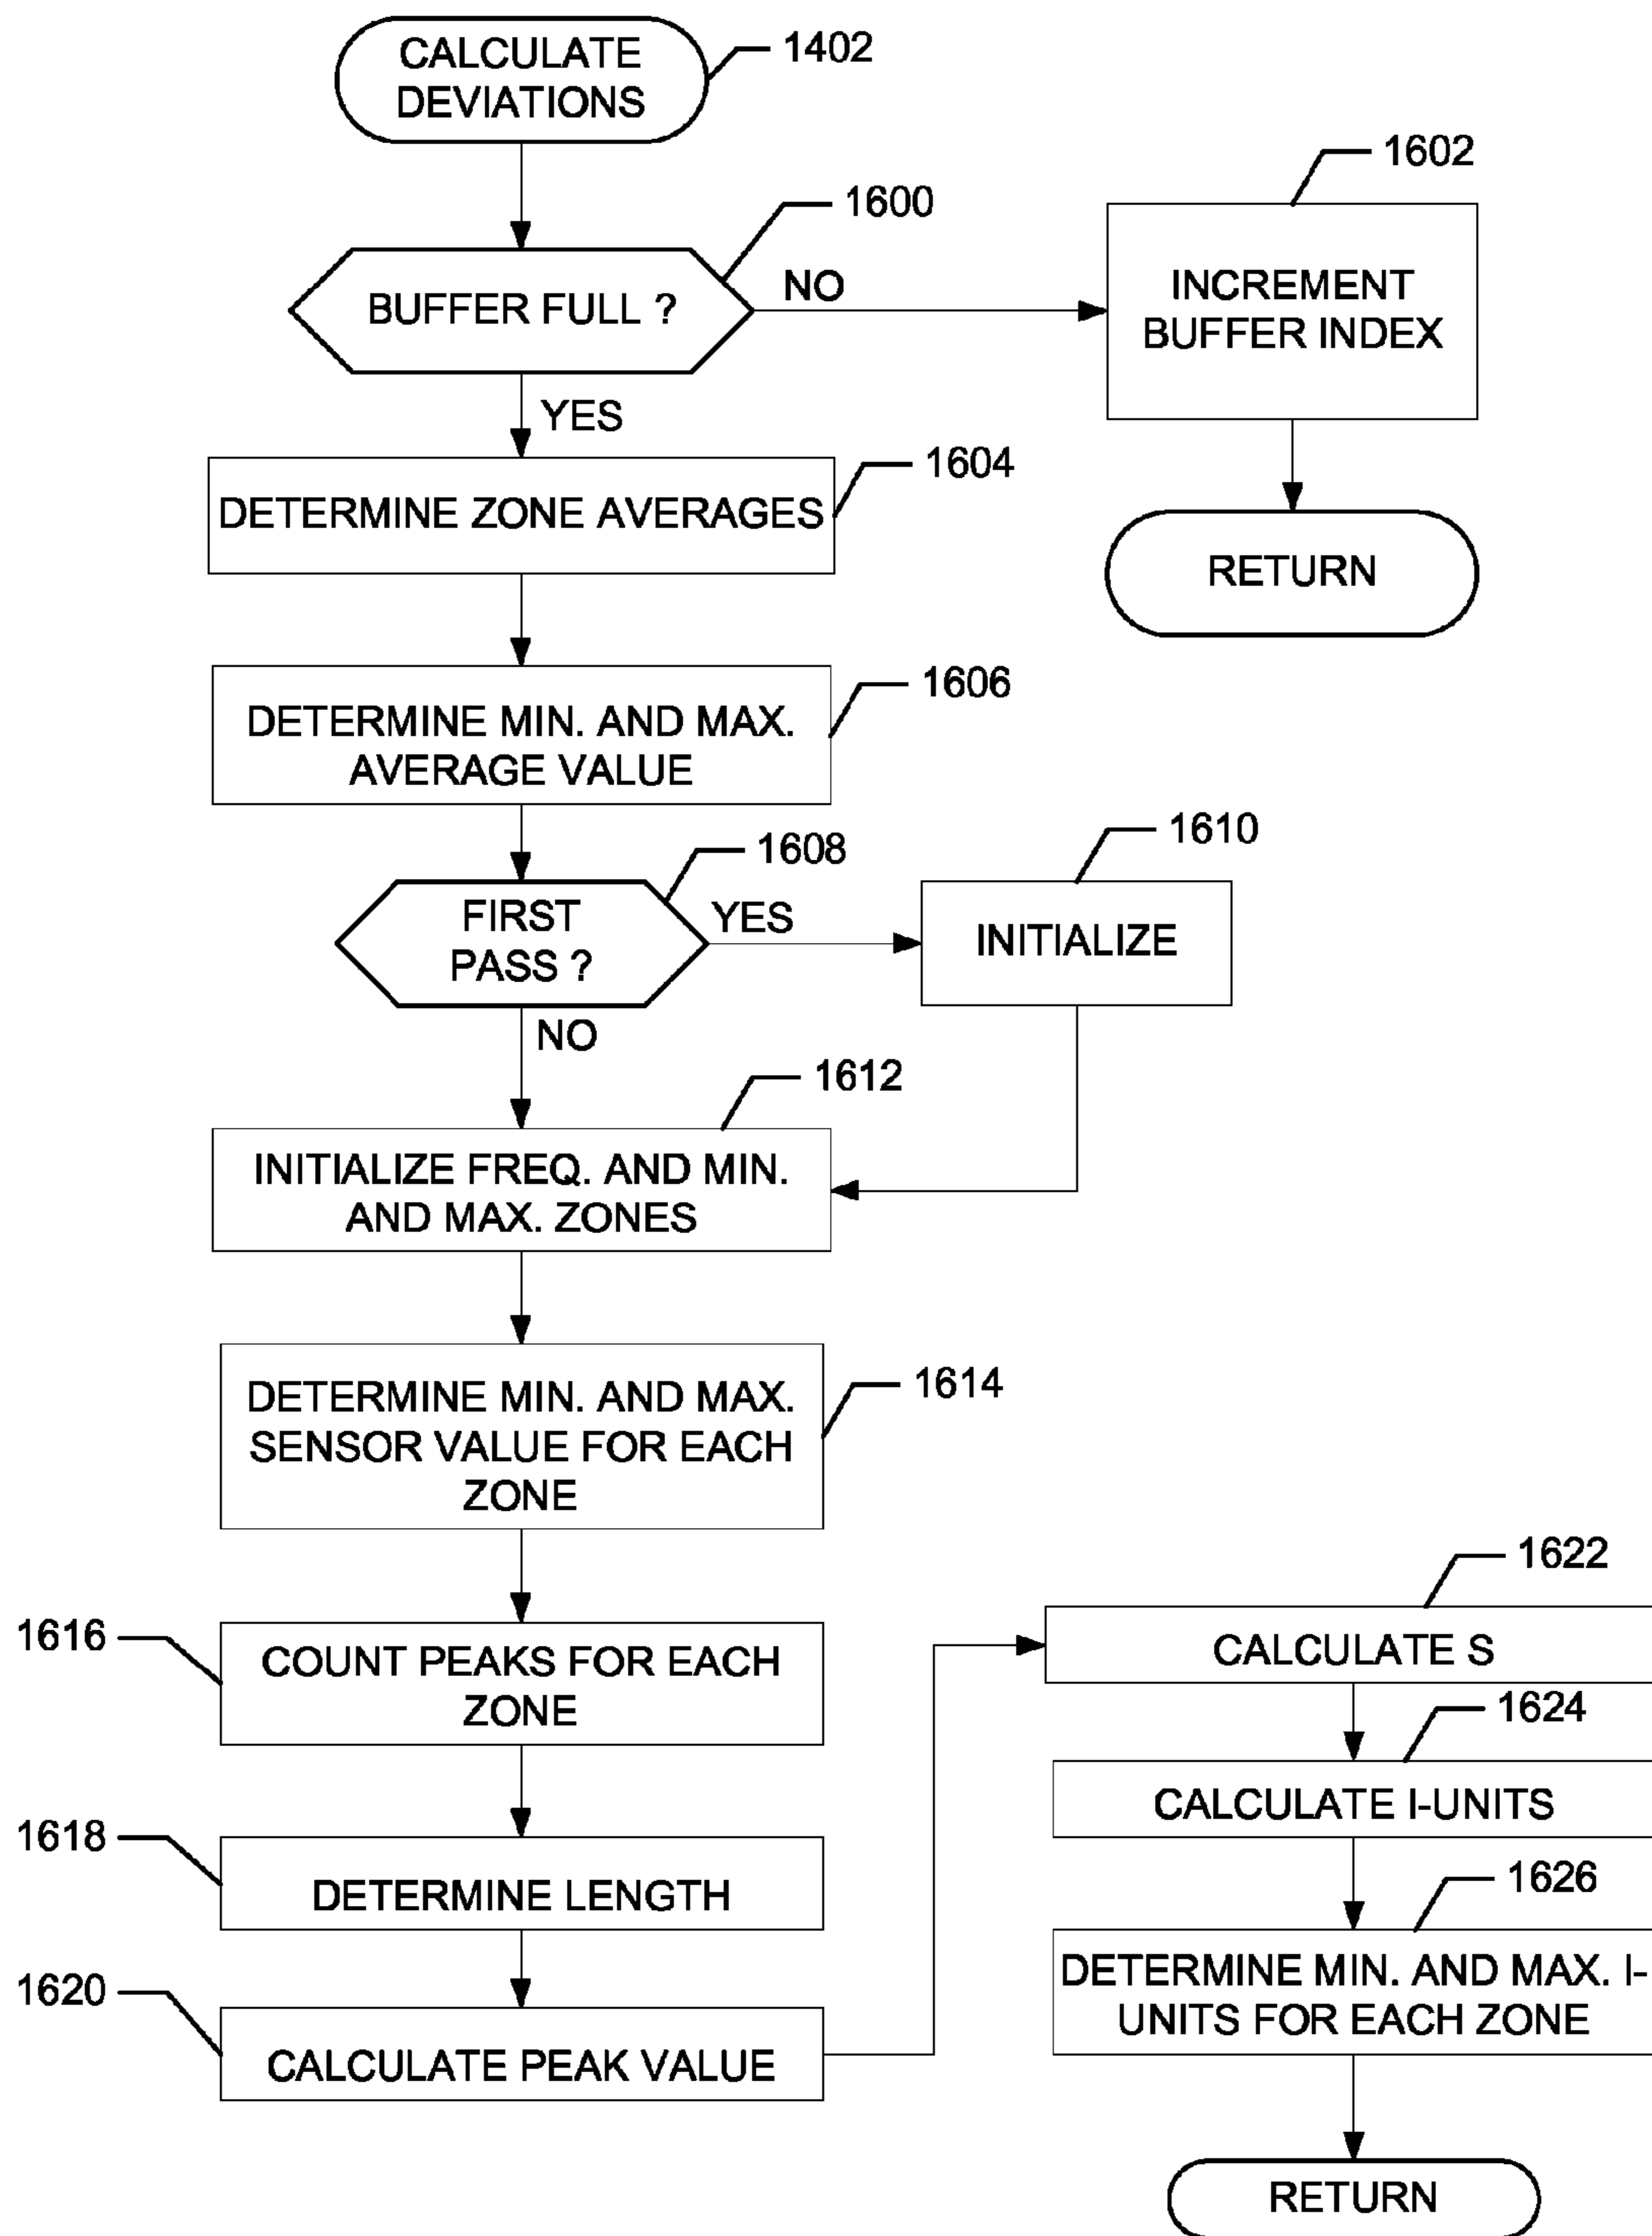 CALCULATE
DEVIATIONS
1402
1600
BUFFER FULL ?
NO
YES
1602
INCREMENT
BUFFER INDEX
RETURN
1604
DETERMINE ZONE AVERAGES
1606
DETERMINE MIN. AND MAX.
AVERAGE VALUE
1608
FIRST
PASS ?
YES
NO
1610
INITIALIZE
1612
INITIALIZE FREQ. AND MIN.
AND MAX. ZONES
1614
DETERMINE MIN. AND MAX.
SENSOR VALUE FOR EACH
ZONE
1616
COUNT PEAKS FOR EACH
ZONE
1618
DETERMINE LENGTH
1620
CALCULATE PEAK VALUE
1622
CALCULATE S
1624
CALCULATE I-UNITS
1626
DETERMINE MIN. AND MAX. I-
UNITS FOR EACH ZONE
RETURN